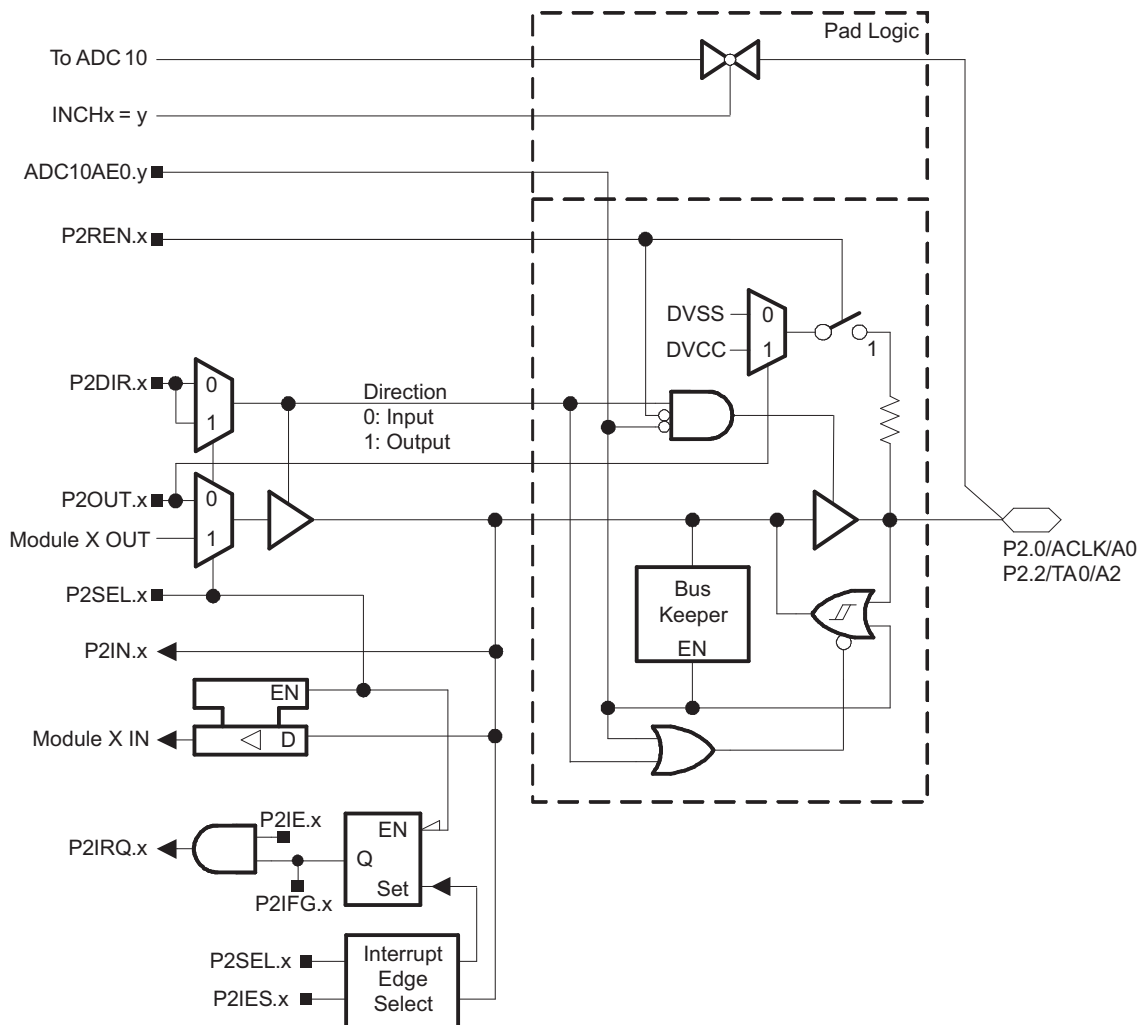 Pad Logic
To ADC 10
INCHx = y
ADC10AE0.y
P2REN.x
DVSS
0
DVCC
1
1
P2DIR.x
0
1
Direction
0: Input
1: Output
P2OUT.x
0
Module X OUT
1
P2.0/ACLK/A0
P2.2/TA0/A2
P2SEL.x
Bus
Keeper
EN
P2IN.x
EN
Module X IN
D
P2IE.x
EN
P2IRQ.x
Q
P2IFG.x
Set
P2SEL.x
P2IES.x
Interrupt
Edge
Select